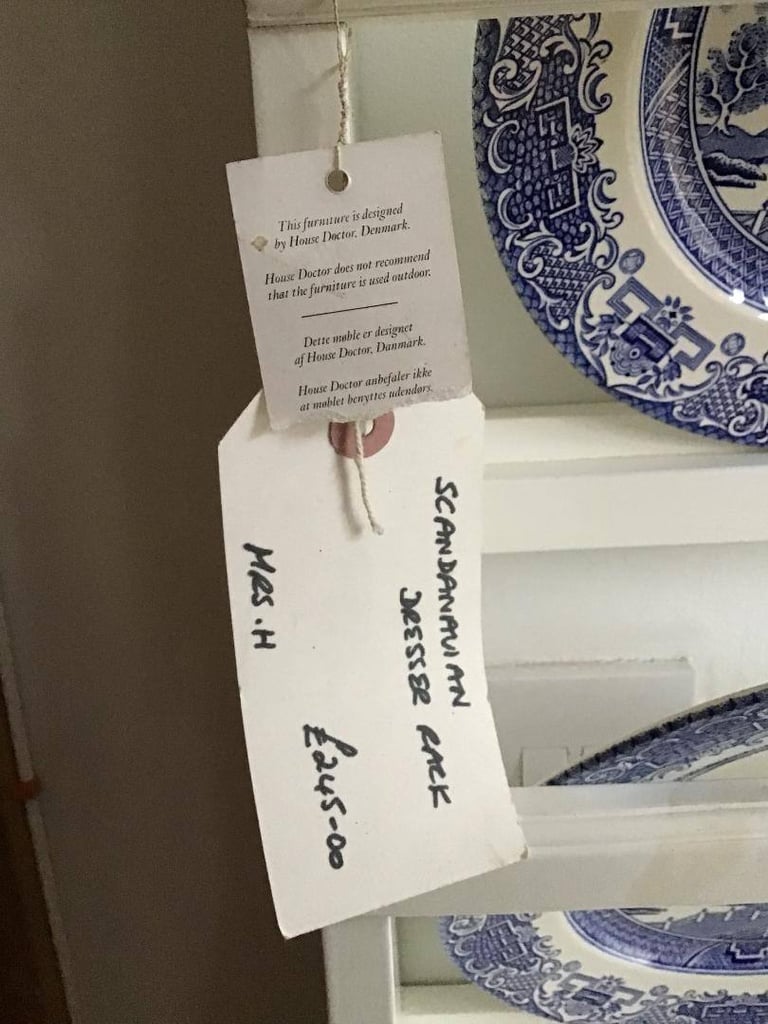 This furniture is designed
by House Doctor, Denmark.
House Doctor does not recommend
that the furniture is used outdoor.
Dette møble er designet
af House Doctor, Danmark.
House Doctor anbefaler ikke
at møblet benyttes udendørs.
SCANDANAVIAN
DRESSER RACK
£245-00
MRS. H